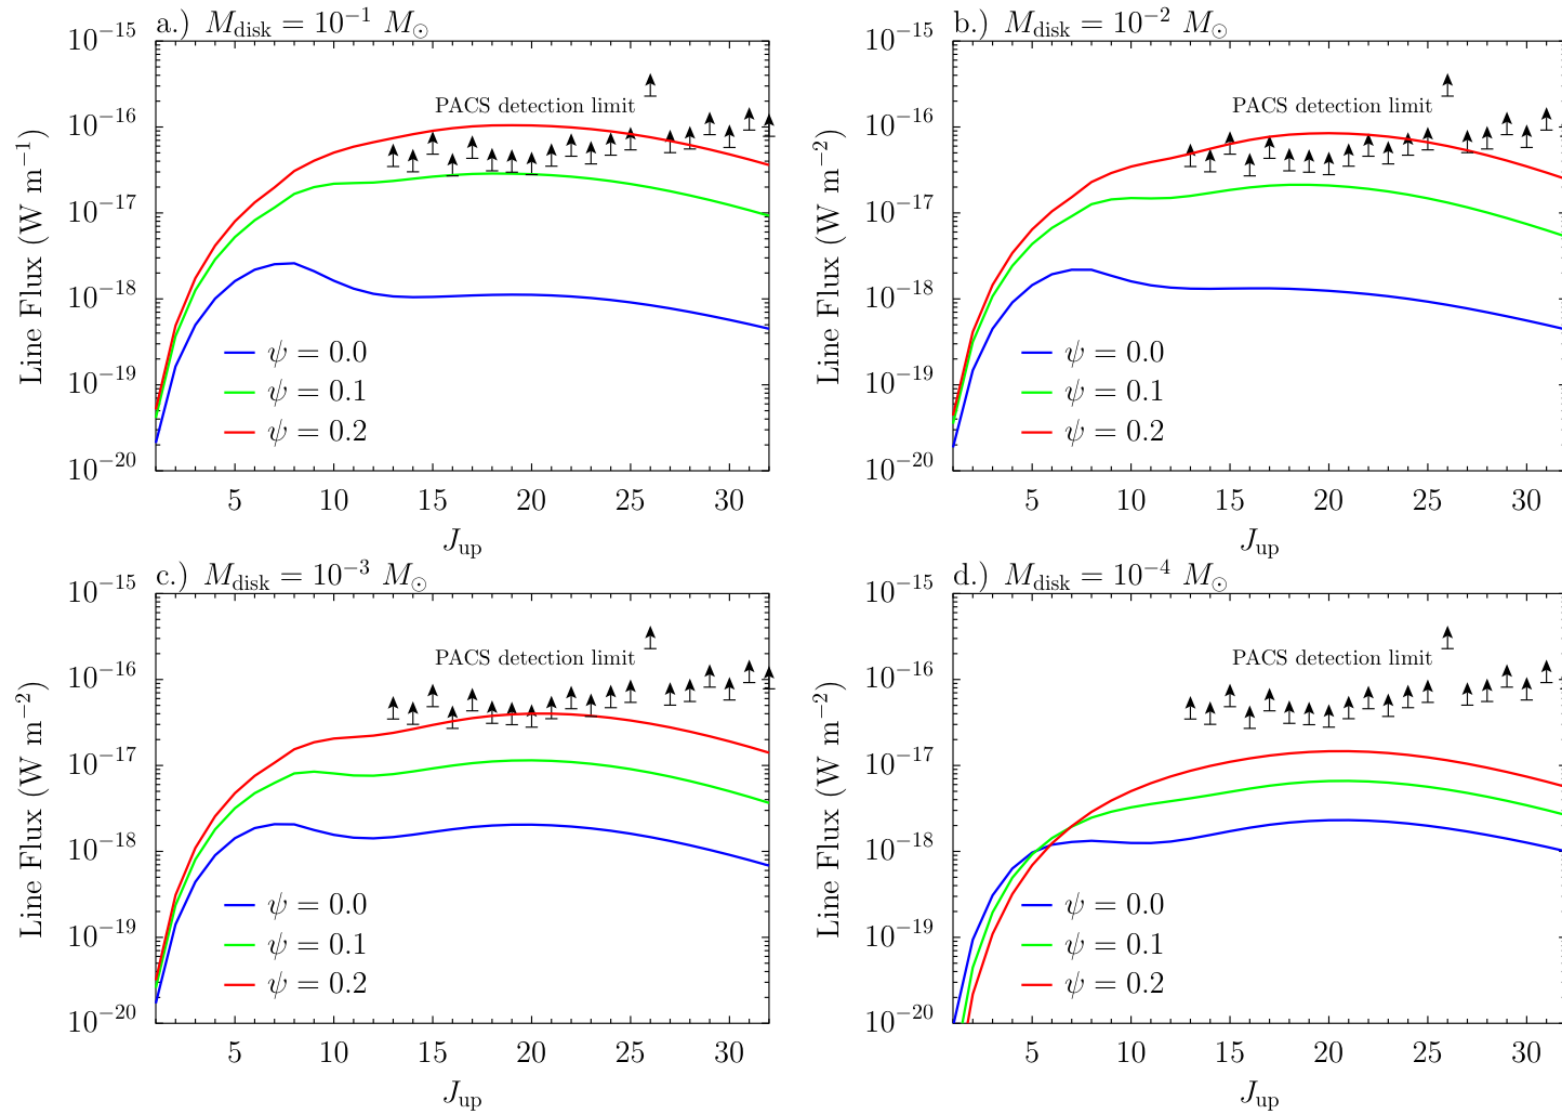 a.) M_disk = 10^−1 M_⊙
10^−15
10^−16
10^−17
10^−18
10^−19
10^−20
Line Flux (W m^−1)
PACS detection limit
ψ = 0.0
ψ = 0.1
ψ = 0.2
5 10 15 20 25 30
J_up
b.) M_disk = 10^−2 M_⊙
10^−15
10^−16
10^−17
10^−18
10^−19
10^−20
Line Flux (W m^−2)
PACS detection limit
ψ = 0.0
ψ = 0.1
ψ = 0.2
5 10 15 20 25 30
J_up
c.) M_disk = 10^−3 M_⊙
10^−15
10^−16
10^−17
10^−18
10^−19
10^−20
Line Flux (W m^−2)
PACS detection limit
ψ = 0.0
ψ = 0.1
ψ = 0.2
5 10 15 20 25 30
J_up
d.) M_disk = 10^−4 M_⊙
10^−15
10^−16
10^−17
10^−18
10^−19
10^−20
Line Flux (W m^−2)
PACS detection limit
ψ = 0.0
ψ = 0.1
ψ = 0.2
5 10 15 20 25 30
J_up